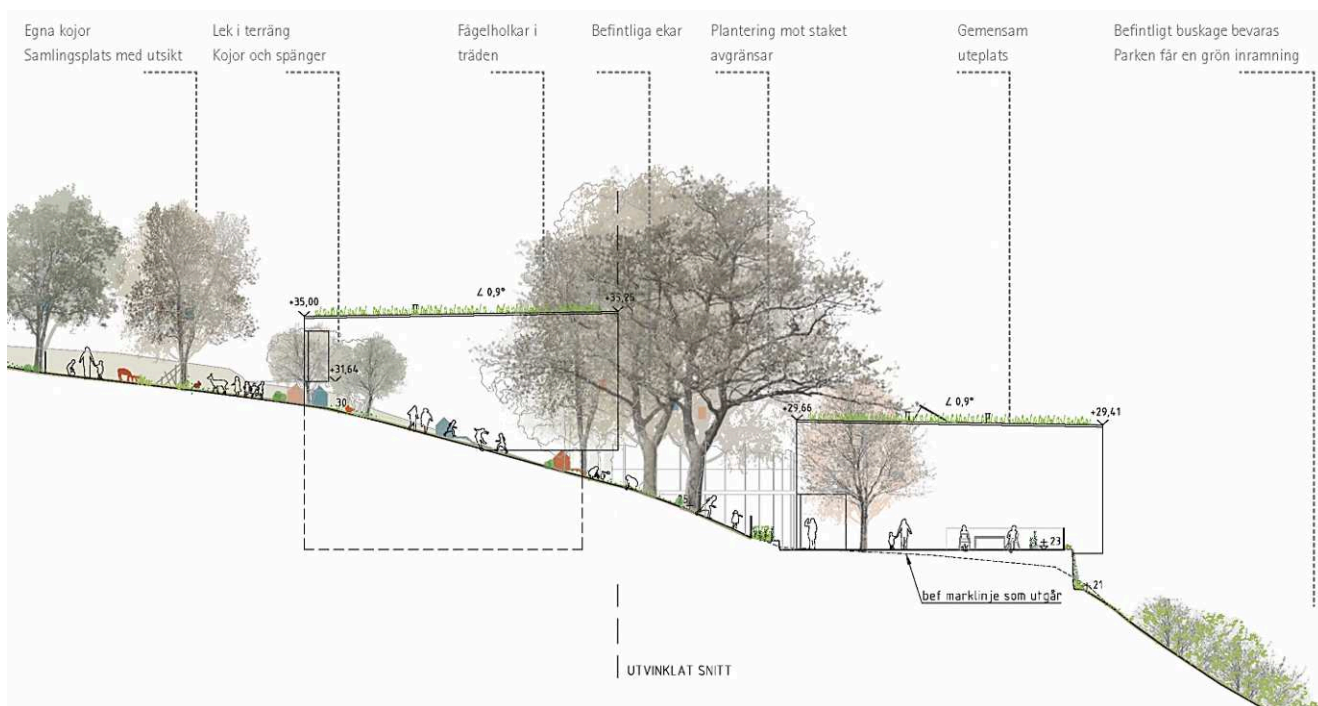 Egna kojor
Samlingsplats med utsikt
Lek i terräng
Kojor och spänger
Fågelholkar i
träden
Befintliga ekar
Plantering mot staket
avgränsar
Gemensam
uteplats
Befintligt buskage bevaras
Parken får en grön inramning
+35,00
∠ 0,9°
+35,25
+31,64
30
+29,66
∠ 0,9°
+29,41
+23
+21
bef marklinje som utgår
UTVINKLAT SNITT